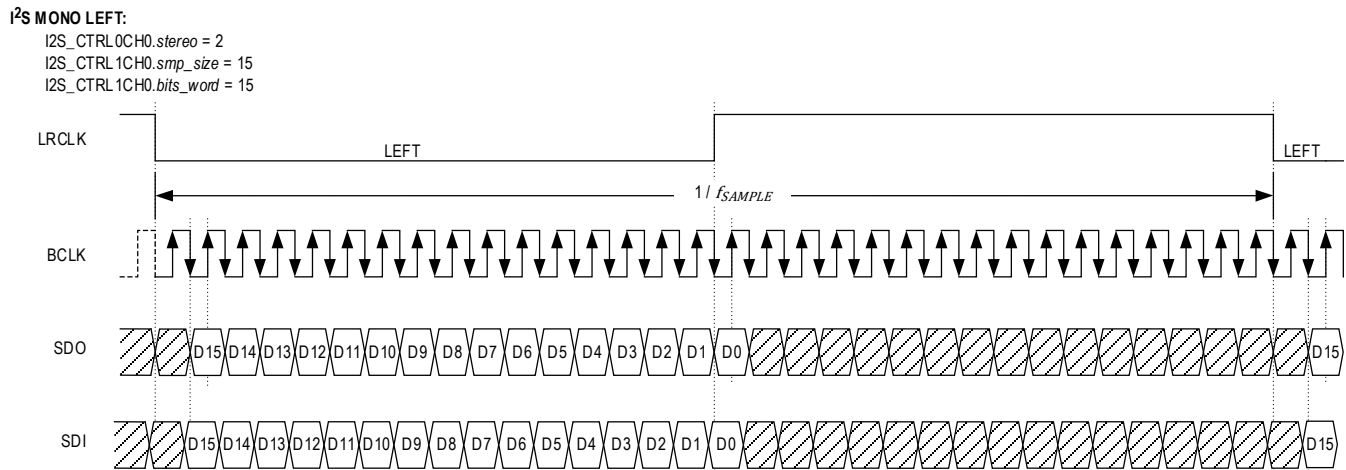 I²S MONO LEFT:
I2S_CTRL0CH0.stereo = 2
I2S_CTRL1CH0.smp_size = 15
I2S_CTRL1CH0.bits_word = 15
LRCLK LEFT LEFT
1 / fSAMPLE
BCLK
SDO D15 D14 D13 D12 D11 D10 D9 D8 D7 D6 D5 D4 D3 D2 D1 D0 D15
SDI D15 D14 D13 D12 D11 D10 D9 D8 D7 D6 D5 D4 D3 D2 D1 D0 D15